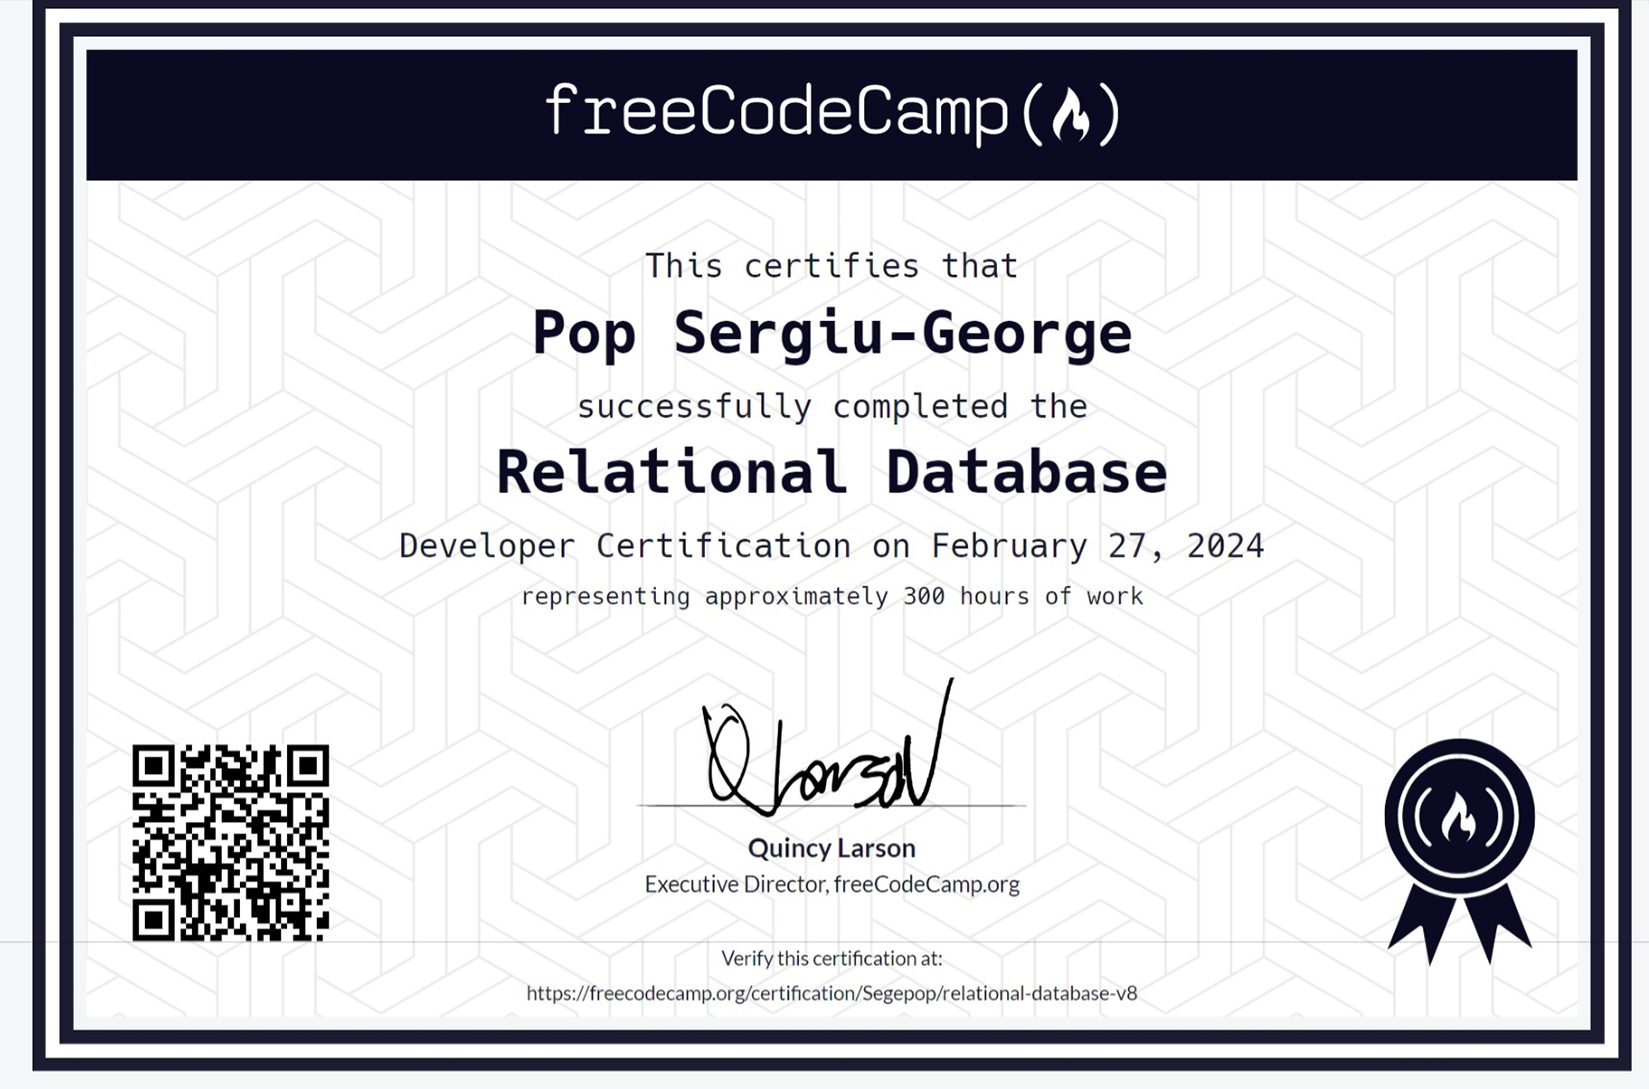 freeCodeCamp
This certifies that
Pop Sergiu-George
successfully completed the
Relational Database
Developer Certification on February 27, 2024
representing approximately 300 hours of work
Q Larson
Quincy Larson
Executive Director, freeCodeCamp.org
Verify this certification at:
https://freecodecamp.org/certification/Segepop/relational-database-v8